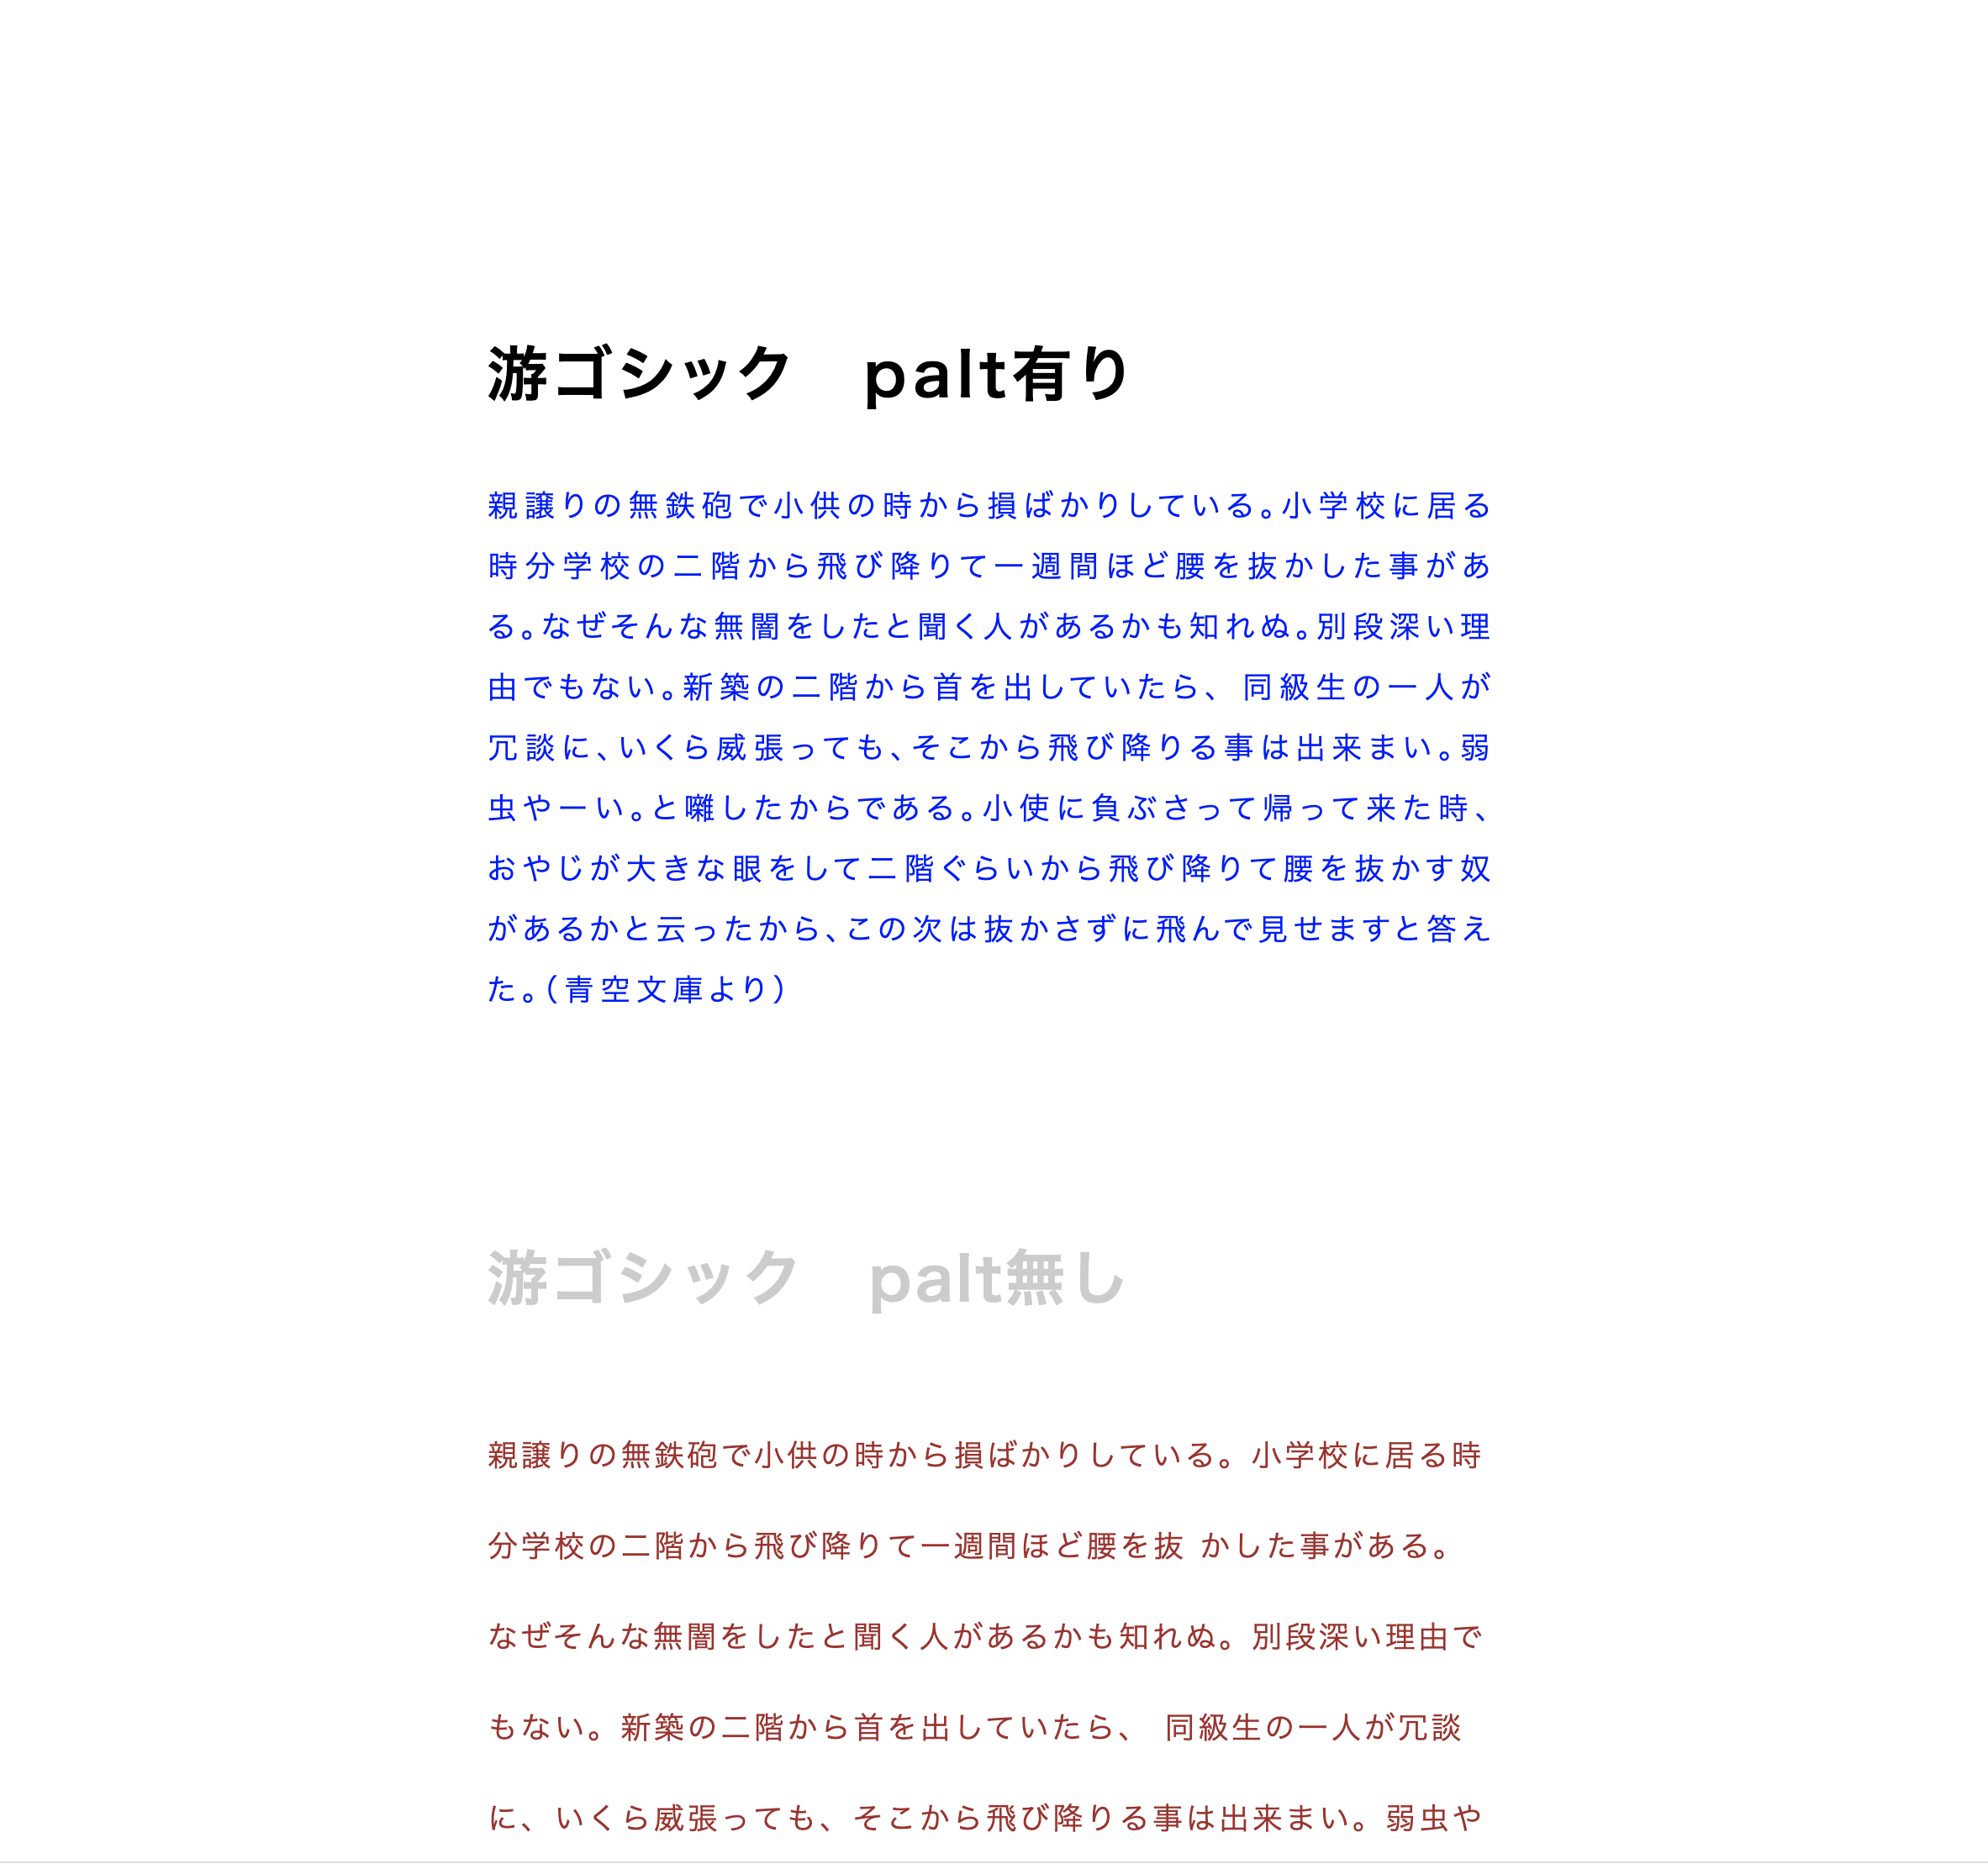 游ゴシック　palt有り
親譲りの無鉄砲で小供の時から損ばかりしている。小学校に居る
時分学校の二階から飛び降りて一週間ほど腰を抜かした事があ
る。なぜそんな無闇をしたと聞く人があるかも知れぬ。別段深い理
由でもない。新築の二階から首を出していたら、 同級生の一人が
冗談に、いくら威張っても、そこから飛び降りる事は出来まい。弱
虫やーい。と囃したからである。小使に負ぶさって帰って来た時、
おやじが大きな眼をして二階ぐらいから飛び降りて腰を抜かす奴
があるかと云ったから、この次は抜かさずに飛んで見せますと答え
た。（青空文庫より）
游ゴシック　palt無し
親譲りの無鉄砲で小供の時から損ばかりしている。小学校に居る時
分学校の二階から飛び降りて一週間ほど腰を抜 かした事がある。
なぜそんな無闇をしたと聞く人があるかも知れぬ。別段深い理由で
もない。新築の二階から首を出していたら、 同級生の一人が冗談
に、いくら威張っても、そこから飛び降りる事は出来まい。弱虫や